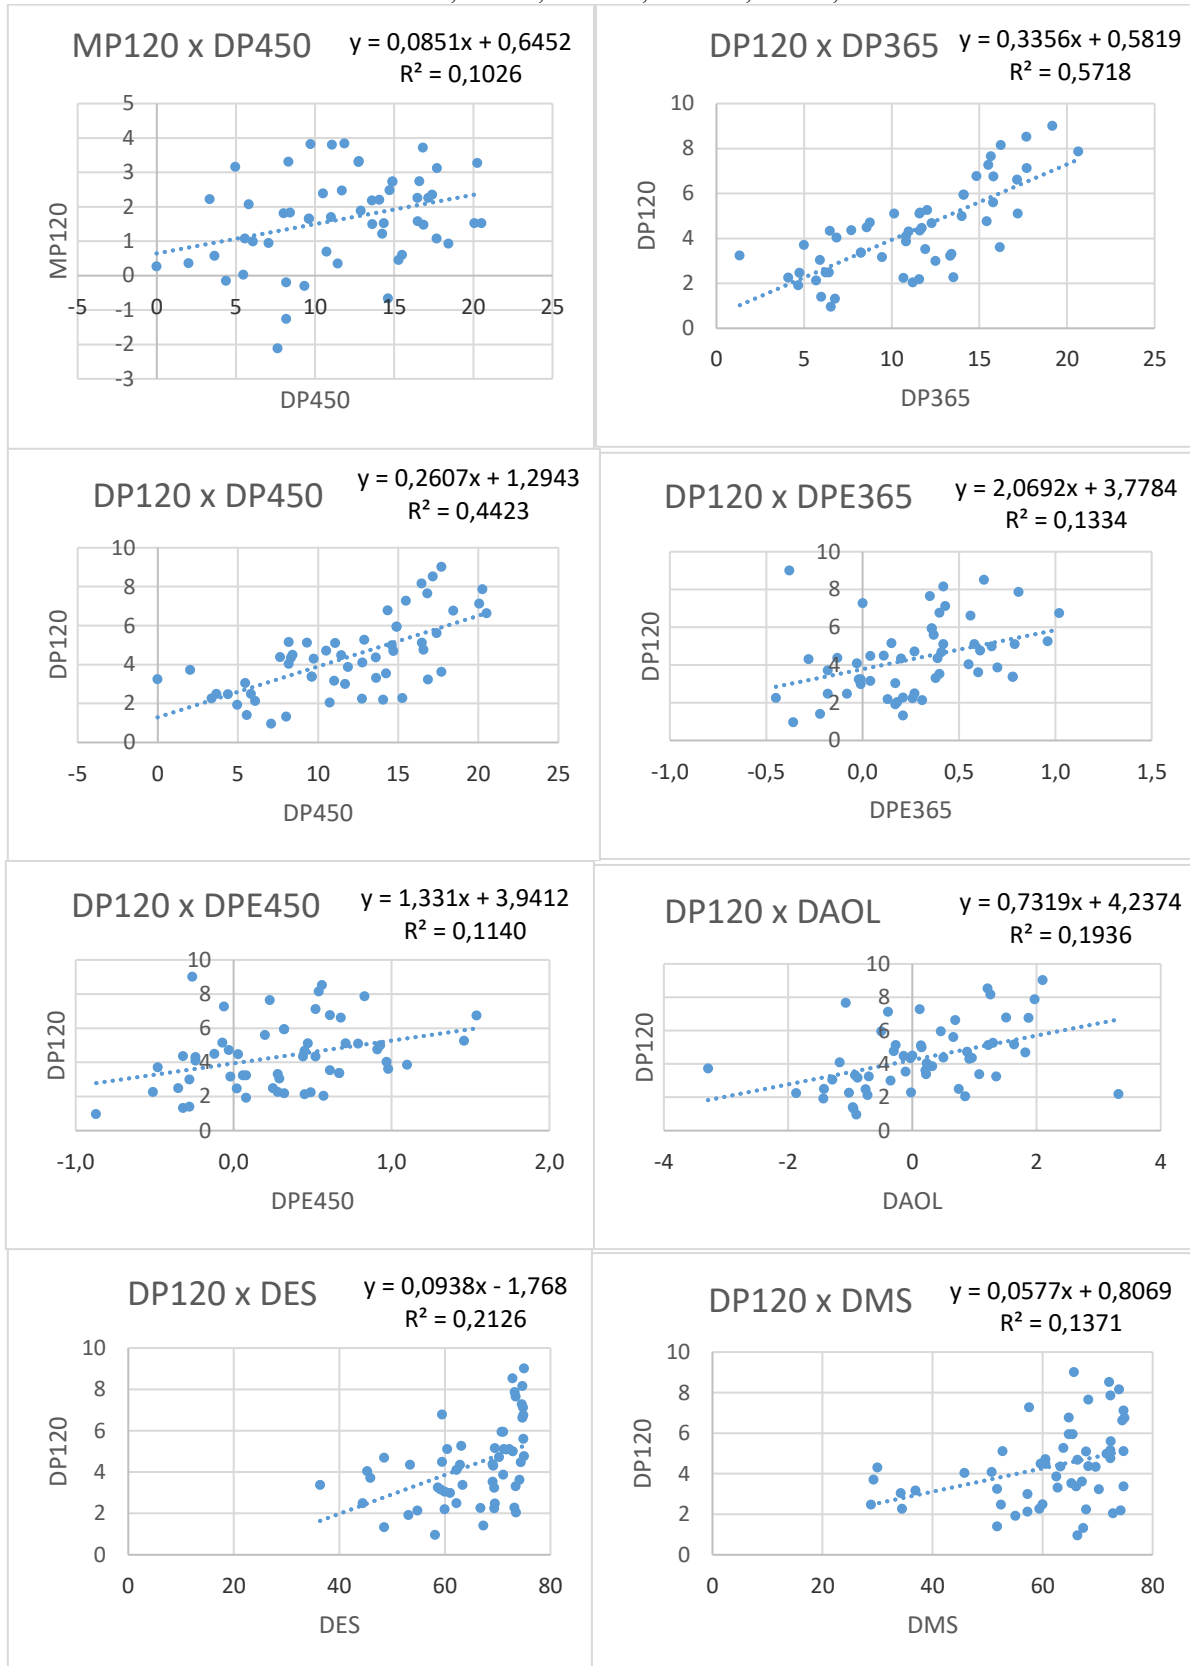 MP120 x DP450
y = 0,0851x + 0,6452
R² = 0,1026
5
4
3
2
1
0
-1
-2
-3
-5
0
5
10
15
20
25
MP120
DP450
DP120 x DP365
y = 0,3356x + 0,5819
R² = 0,5718
10
8
6
4
2
0
0
5
10
15
20
25
DP120
DP365
DP120 x DP450
y = 0,2607x + 1,2943
R² = 0,4423
10
8
6
4
2
0
-5
0
5
10
15
20
25
DP120
DP450
DP120 x DPE365
y = 2,0692x + 3,7784
R² = 0,1334
10
8
6
4
2
0
-1,0
-0,5
0,0
0,5
1,0
1,5
DP120
DPE365
DP120 x DPE450
y = 1,331x + 3,9412
R² = 0,1140
10
8
6
4
2
0
-1,0
0,0
1,0
2,0
DP120
DPE450
DP120 x DAOL
y = 0,7319x + 4,2374
R² = 0,1936
10
8
6
4
2
0
-4
-2
0
2
4
DP120
DAOL
DP120 x DES
y = 0,0938x - 1,768
R² = 0,2126
10
8
6
4
2
0
0
20
40
60
80
DP120
DES
DP120 x DMS
y = 0,0577x + 0,8069
R² = 0,1371
10
8
6
4
2
0
0
20
40
60
80
DP120
DMS